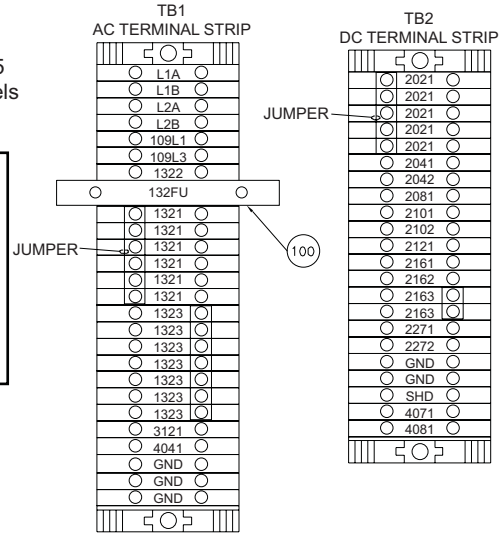 5
els
TB1
AC TERMINAL STRIP
L1A
L1B
L2A
L2B
109L1
109L3
1322
132FU
1321
1321
JUMPER
1321
1321
1321
1321
1323
1323
1323
1323
1323
1323
1323
3121
4041
GND
GND
GND
100
TB2
DC TERMINAL STRIP
2021
2021
JUMPER
2021
2021
2021
2041
2042
2081
2101
2102
2121
2161
2162
2163
2163
2271
2272
GND
GND
SHD
4071
4081